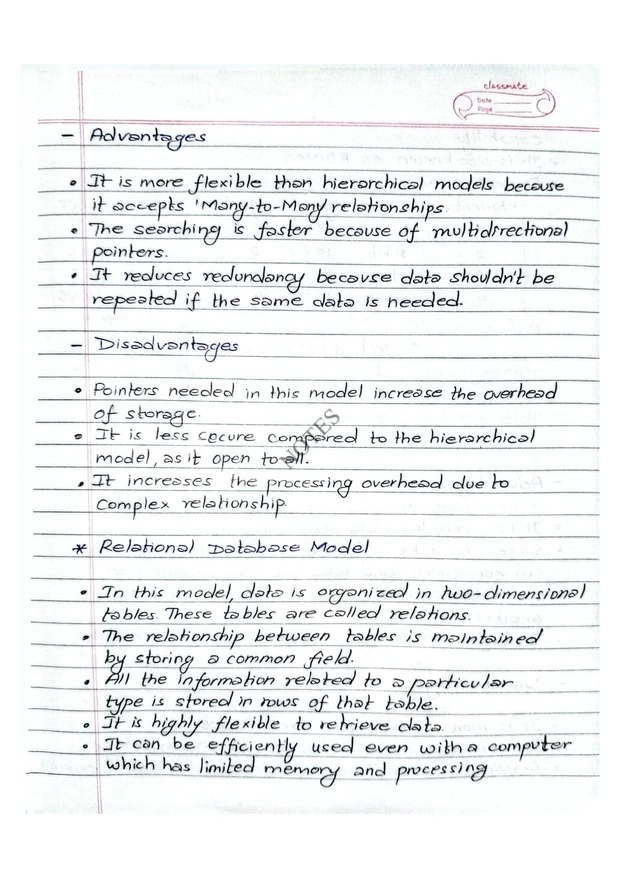 classmate
Date
Page
- Advantages
• It is more flexible than hierarchical models because
it accepts 'Many-to-Many relationships.
• The searching is faster because of multidirectional
pointers.
• It reduces redundancy because data shouldn't be
repeated if the same data is needed.
- Disadvantages
• Pointers needed in this model increase the overhead
of storage.
• It is less secure compared to the hierarchical
model, as it open to all.
NOTES
• It increases the processing overhead due to
complex relationship.
* Relational Database Model
• In this model, data is organized in two-dimensional
tables. These tables are called relations.
• The relationship between tables is maintained
by storing a common field.
• All the information related to a particular
type is stored in rows of that table.
• It is highly flexible to retrieve data.
• It can be efficiently used even with a computer
which has limited memory and processing